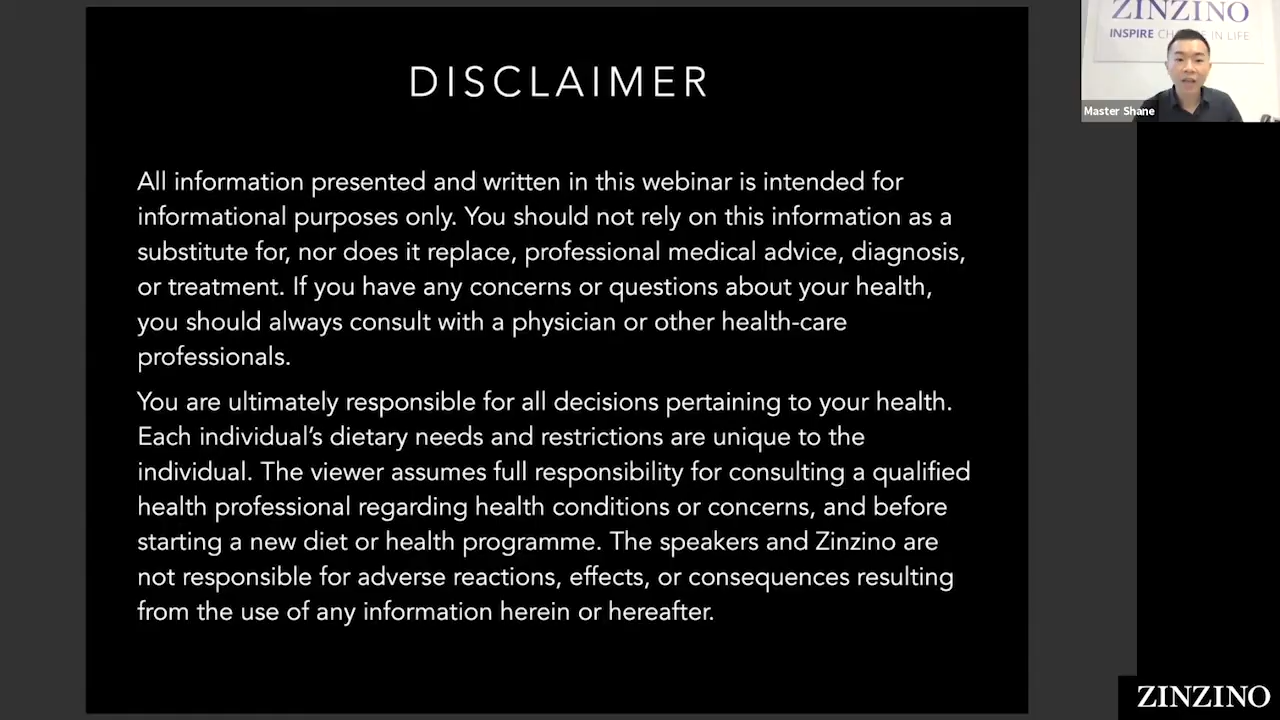 DISCLAIMER
All information presented and written in this webinar is intended for
informational purposes only. You should not rely on this information as a
substitute for, nor does it replace, professional medical advice, diagnosis,
or treatment. If you have any concerns or questions about your health,
you should always consult with a physician or other health-care
professionals.
You are ultimately responsible for all decisions pertaining to your health.
Each individual’s dietary needs and restrictions are unique to the
individual. The viewer assumes full responsibility for consulting a qualified
health professional regarding health conditions or concerns, and before
starting a new diet or health programme. The speakers and Zinzino are
not responsible for adverse reactions, effects, or consequences resulting
from the use of any information herein or hereafter.
ZINZINO
INSPIRE IN LIFE
Master Shane
ZINZINO